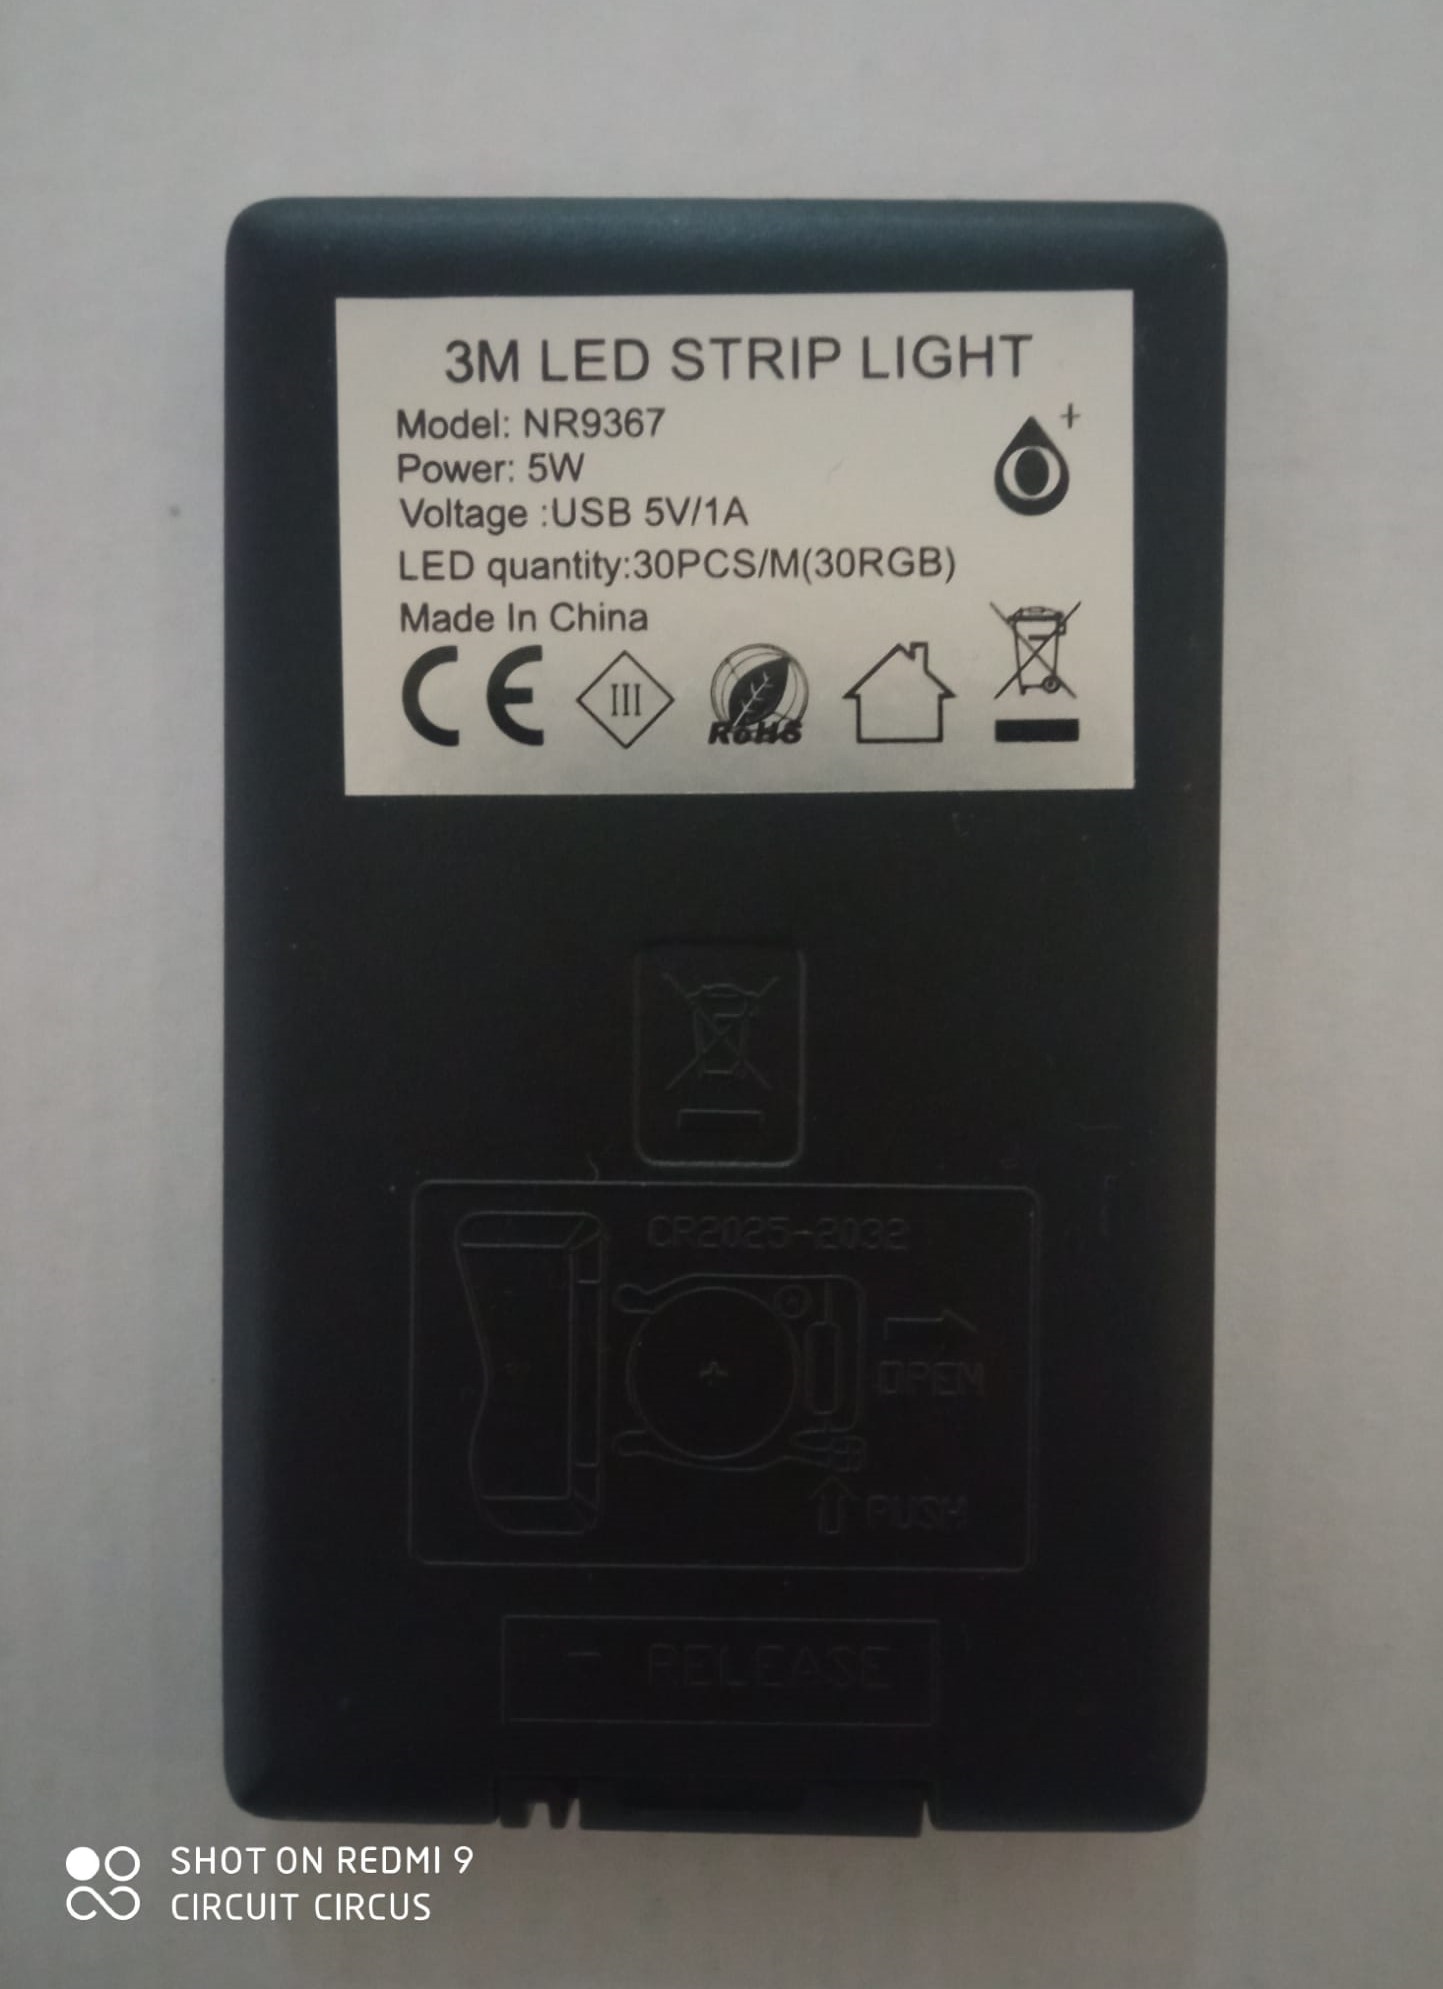 3M LED STRIP LIGHT
Model: NR9367
Power: 5W
Voltage :USB 5V/1A
LED quantity:30PCS/M(30RGB)
Made In China
CE
III
RoHS
CR2025-2032
OPEN
PUSH
RELEASE
SHOT ON REDMI 9
CIRCUIT CIRCUS